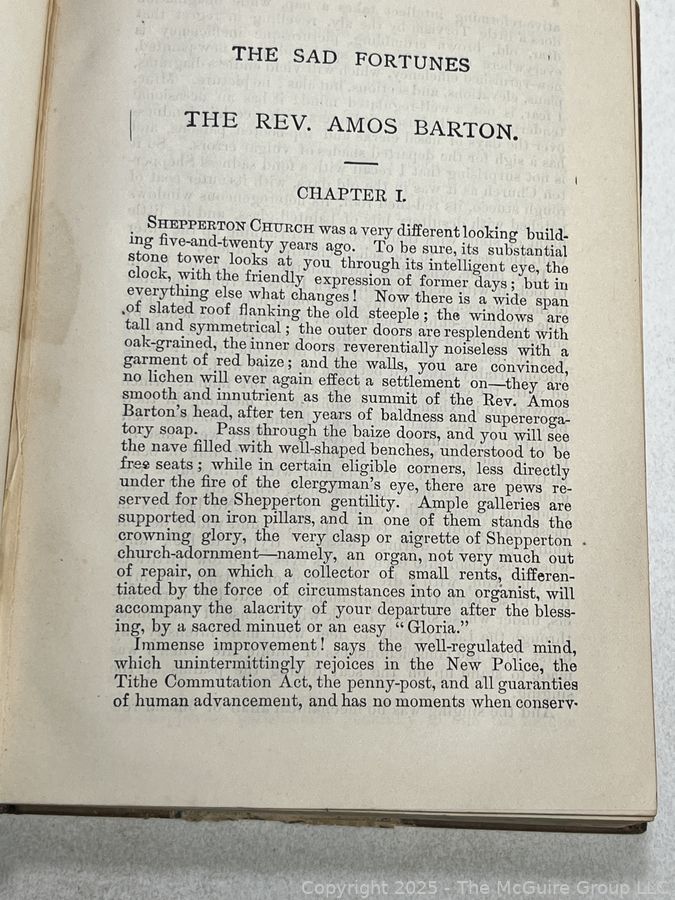 THE SAD FORTUNES
THE REV. AMOS BARTON.
CHAPTER I.
SHEPPERTON CHURCH was a very different looking build-
ing five-and-twenty years ago. To be sure, its substantial
stone tower looks at you through its intelligent eye, the
clock, with the friendly expression of former days; but in
everything else what changes! Now there is a wide span
of slated roof flanking the old steeple; the windows are
tall and symmetrical; the outer doors are resplendent with
oak-grained, the inner doors reverentially noiseless with a
garment of red baize; and the walls, you are convinced,
no lichen will ever again effect a settlement on—they are
smooth and innutrient as the summit of the Rev. Amos
Barton's head, after ten years of baldness and supereroga-
tory soap. Pass through the baize doors, and you will see
the nave filled with well-shaped benches, understood to be
free seats; while in certain eligible corners, less directly
under the fire of the clergyman's eye, there are pews re-
served for the Shepperton gentility. Ample galleries are
supported on iron pillars, and in one of them stands the
crowning glory, the very clasp or aigrette of Shepperton
church-adornment—namely, an organ, not very much out
of repair, on which a collector of small rents, differen-
tiated by the force of circumstances into an organist, will
accompany the alacrity of your departure after the bless-
ing, by a sacred minuet or an easy "Gloria."
Immense improvement! says the well-regulated mind,
which unintermittingly rejoices in the New Police, the
Tithe Commutation Act, the penny-post, and all guaranties
of human advancement, and has no moments when conserv-
Copyright 2025 - The McGuire Group LLC